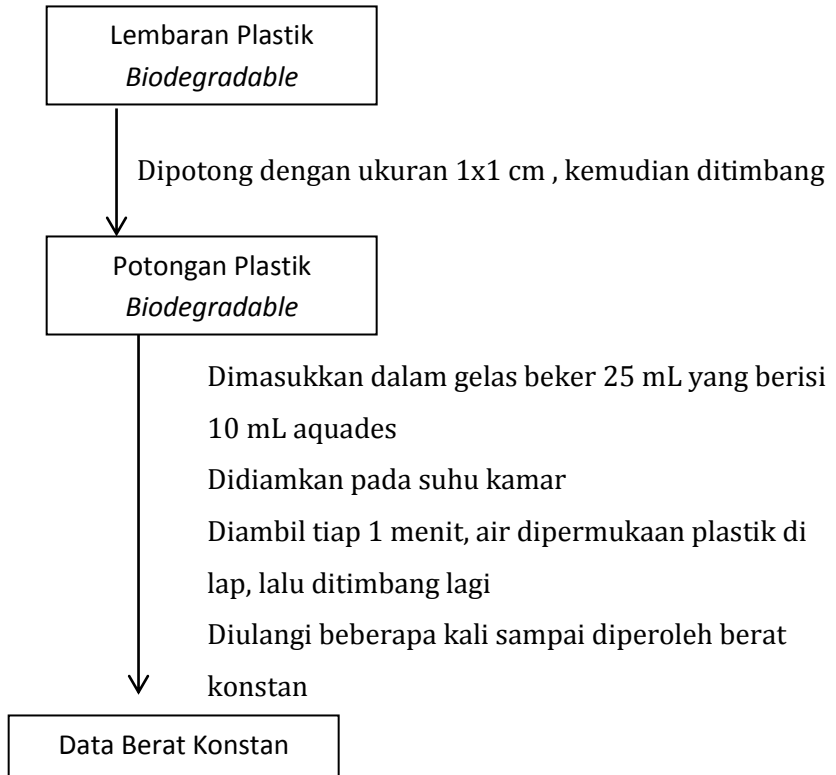 Lembaran Plastik
Biodegradable
Dipotong dengan ukuran 1x1 cm , kemudian ditimbang
Potongan Plastik
Biodegradable
Dimasukkan dalam gelas beker 25 mL yang berisi
10 mL aquades
Didiamkan pada suhu kamar
Diambil tiap 1 menit, air dipermukaan plastik di
lap, lalu ditimbang lagi
Diulangi beberapa kali sampai diperoleh berat
konstan
Data Berat Konstan